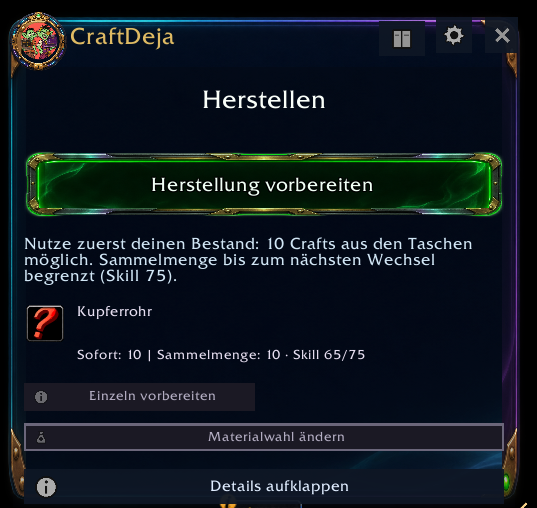 CraftDeja
Herstellen
Herstellung vorbereiten
Nutze zuerst deinen Bestand: 10 Crafts aus den Taschen
möglich. Sammelmenge bis zum nächsten Wechsel
begrenzt (Skill 75).
Kupferrohr
Sofort: 10 | Sammelmenge: 10 · Skill 65/75
Einzeln vorbereiten
Materialwahl ändern
Details aufklappen